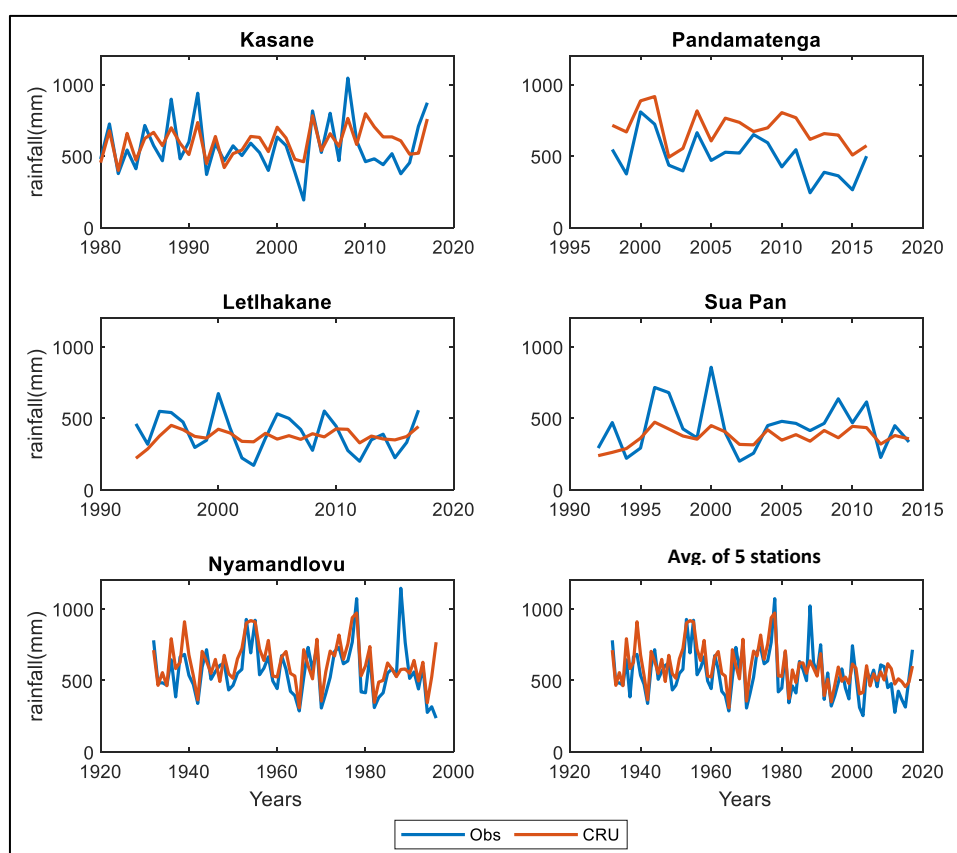 Kasane
Pandamatenga
rainfall(mm)
1000
500
0
1980 1990 2000 2010 2020
1000
500
0
1995 2000 2005 2010 2015 2020
Letlhakane
Sua Pan
rainfall(mm)
1000
500
0
1990 2000 2010 2020
1000
500
0
1990 1995 2000 2005 2010 2015
Nyamandlovu
Avg. of 5 stations
rainfall(mm)
1000
500
0
1920 1940 1960 1980 2000
Years
1000
500
0
1920 1940 1960 1980 2000 2020
Years
Obs CRU